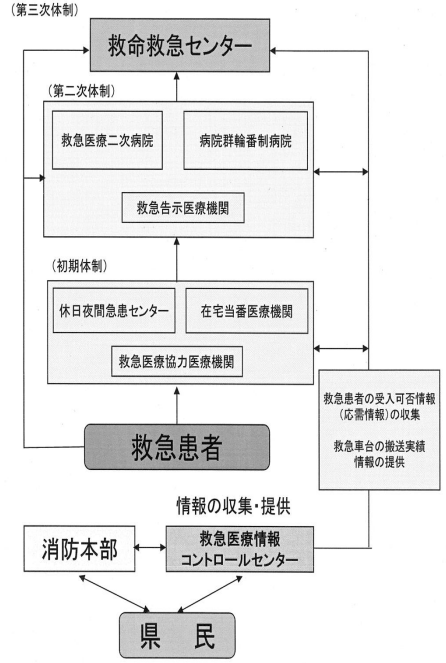 (第三次体制)
救命救急センター
(第二次体制)
救急医療二次病院
病院群輪番制病院
救急告示医療機関
(初期体制)
休日夜間急患センター
在宅当番医療機関
救急医療協力医療機関
救急患者の受入可否情報
(応需情報)の収集
救急車台の搬送実績
情報の提供
救急患者
情報の収集・提供
消防本部
救急医療情報
コントロールセンター
県 民